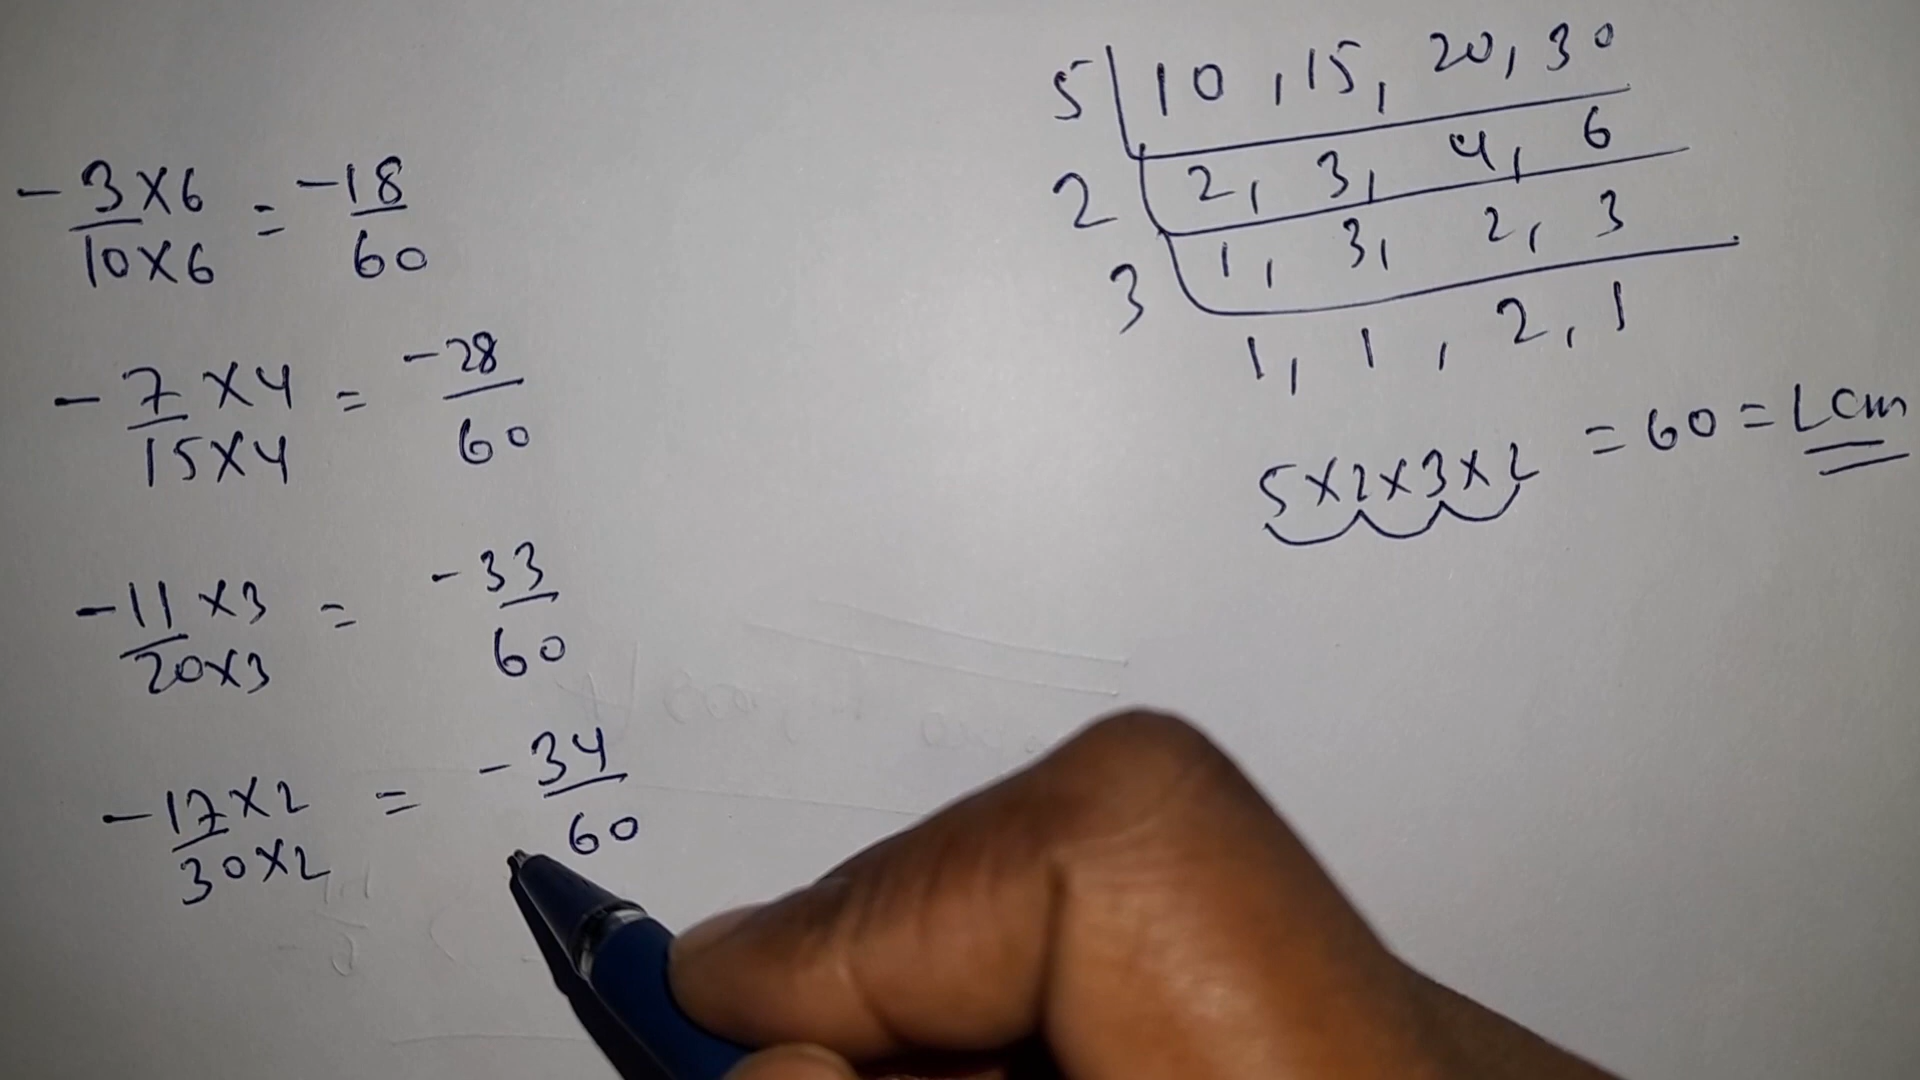 -3×6 = -18
10×6 60
-7×4 = -28
15×4 60
-11×3 = -33
20×3 60
-17×2 = -34
30×2 60
5 10, 15, 20, 30
2 2, 3, 4, 6
3 1, 3, 2, 3
1, 1, 2, 1
5×2×3×2 = 60 = Lcm